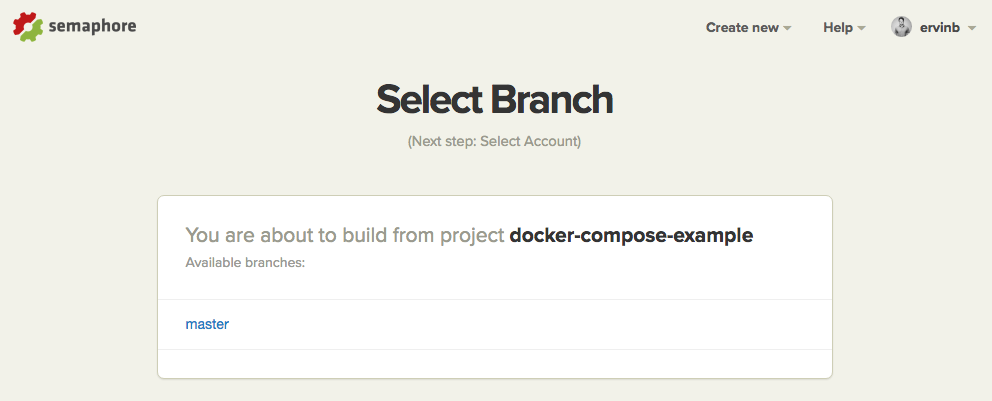 semaphore
Create new
Help
ervinb
Select Branch
(Next step: Select Account)
You are about to build from project docker-compose-example
Available branches:
master